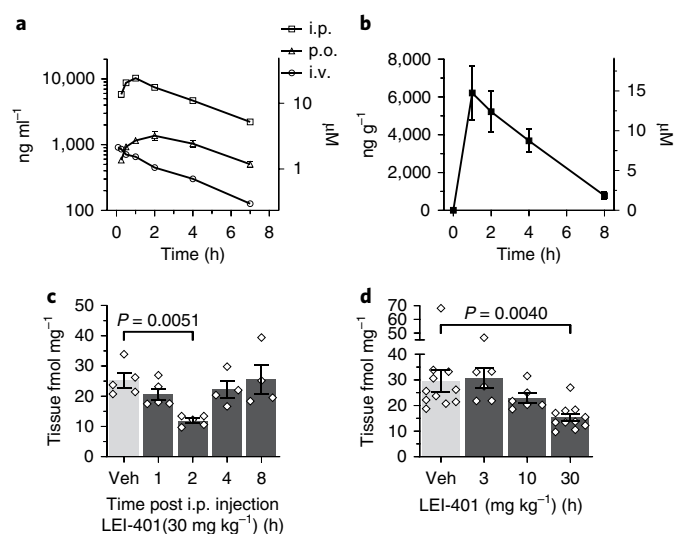 a
i.p.
p.o.
i.v.
10,000
1,000
100
ng ml⁻¹
10
1
µM
0 2 4 6 8
Time (h)
b
8,000
6,000
4,000
2,000
0
ng g⁻¹
15
10
5
0
µM
0 2 4 6 8
Time (h)
c
50
40
30
20
10
0
Tissue fmol mg⁻¹
P = 0.0051
Veh 1 2 4 8
Time post i.p. injection
LEI-401(30 mg kg⁻¹) (h)
d
70
60
50
40
30
20
10
0
Tissue fmol mg⁻¹
P = 0.0040
Veh 3 10 30
LEI-401 (mg kg⁻¹) (h)